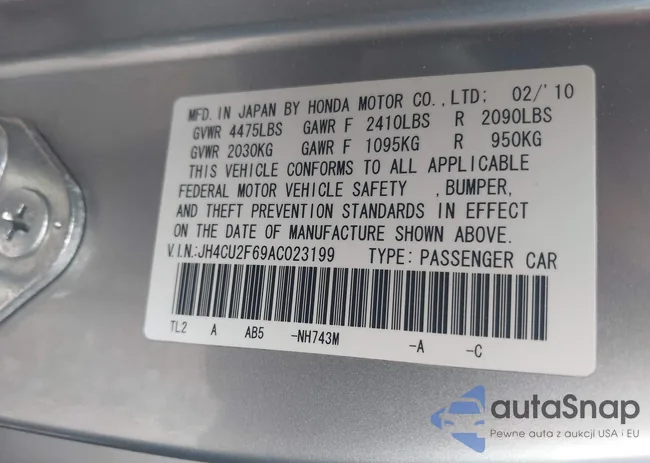 MFD. IN JAPAN BY HONDA MOTOR CO., LTD; 02/'10
GVWR 4475LBS GAWR F 2410LBS R 2090LBS
GVWR 2030KG GAWR F 1095KG R 950KG
THIS VEHICLE CONFORMS TO ALL APPLICABLE
FEDERAL MOTOR VEHICLE SAFETY ,BUMPER,
AND THEFT PREVENTION STANDARDS IN EFFECT
ON THE DATE OF MANUFACTURE SHOWN ABOVE.
V.I.N.:JH4CU2F69AC023199 TYPE: PASSENGER CAR
TL2 A AB5 -NH743M -A -C
autaSnap
Pewne auta z aukcji USA i EU